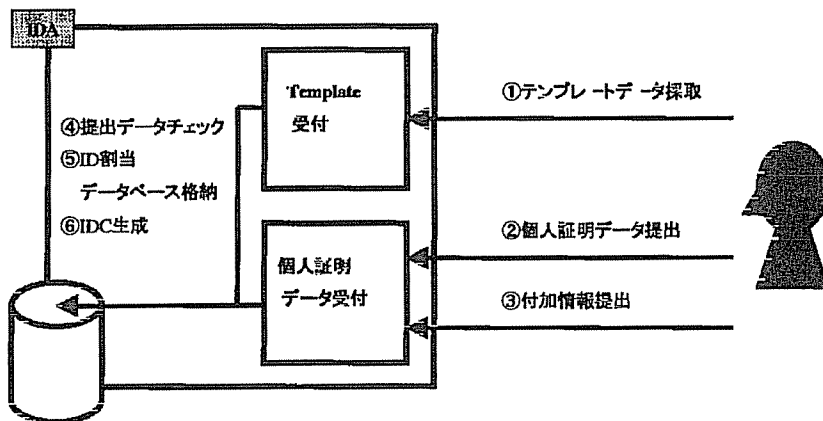 IDA
Template
受付
①テンプレートデータ採取
④提出データチェック
⑤ID割当
データベース格納
⑥IDC生成
②個人証明データ提出
個人証明
データ受付
③付加情報提出